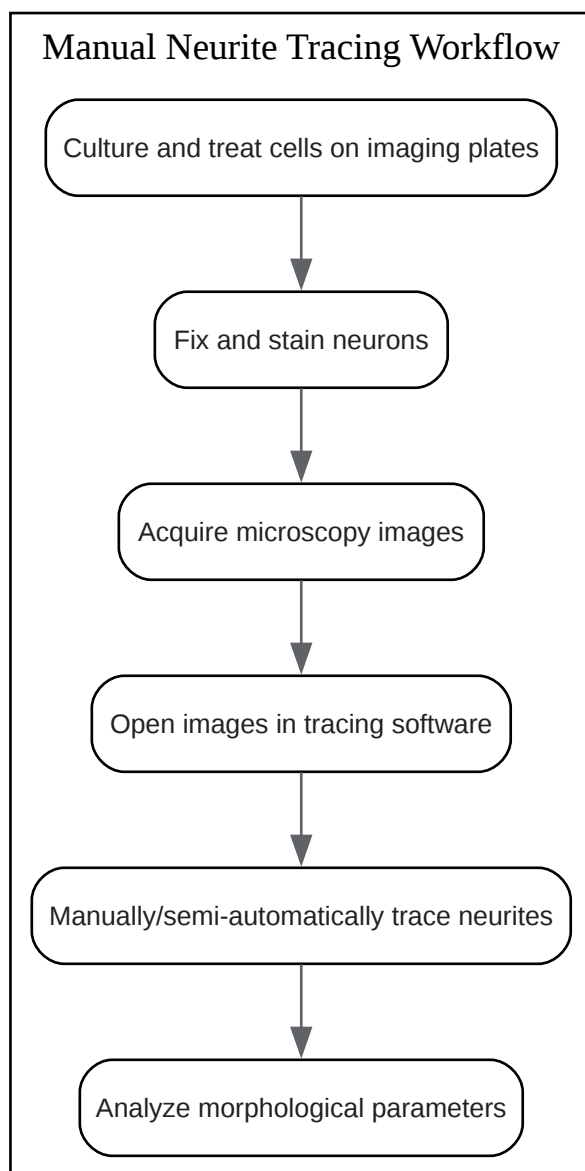 Manual Neurite Tracing Workflow
Culture and treat cells on imaging plates
Fix and stain neurons
Acquire microscopy images
Open images in tracing software
Manually/semi-automatically trace neurites
Analyze morphological parameters